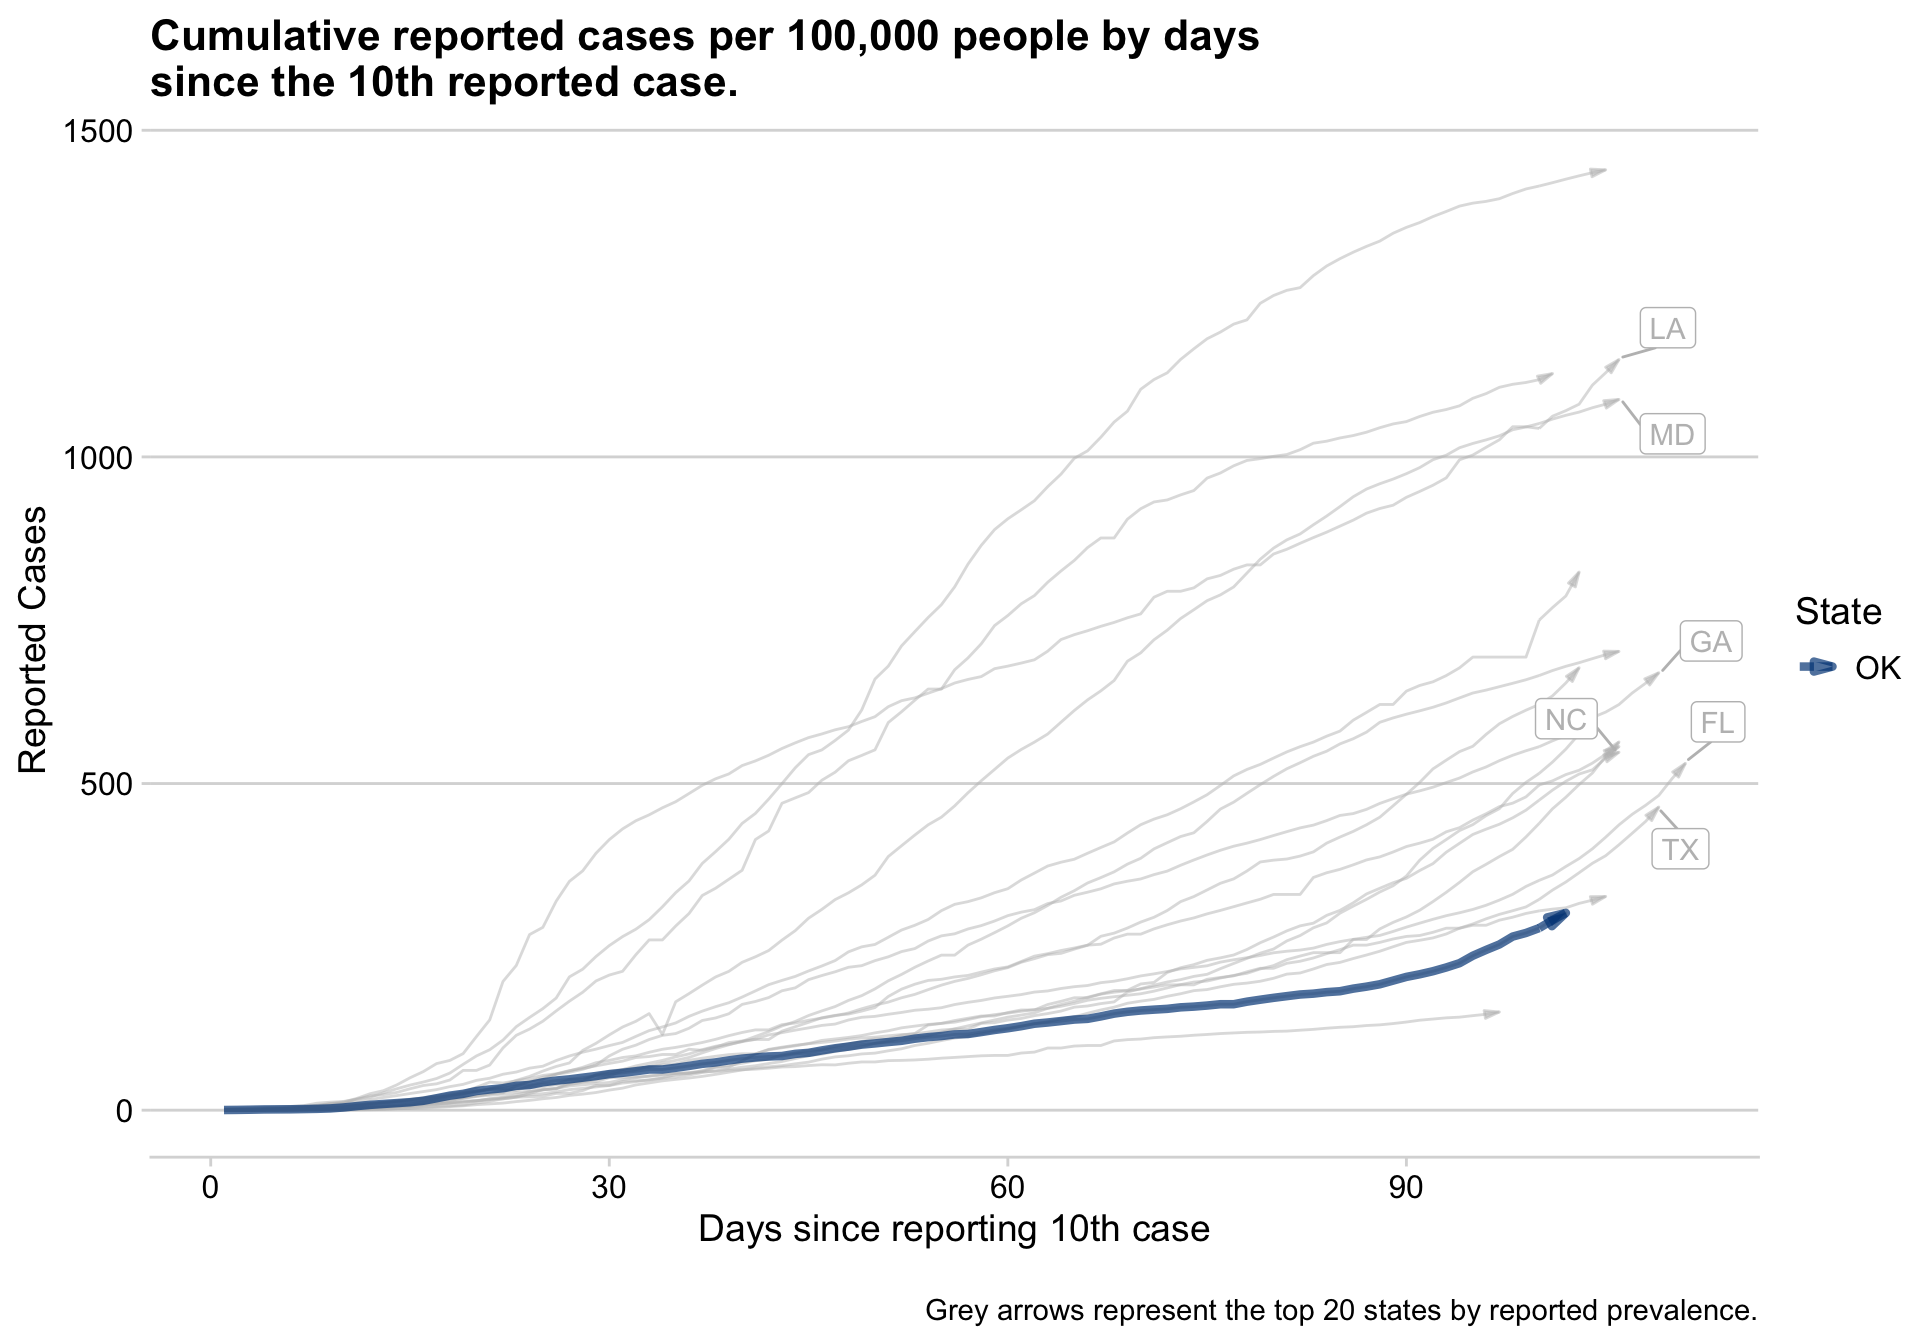 Cumulative reported cases per 100,000 people by days
since the 10th reported case.
1500
1000
500
0
Reported Cases
LA
MD
GA
NC
FL
TX
State
OK
0
30
60
90
Days since reporting 10th case
Grey arrows represent the top 20 states by reported prevalence.